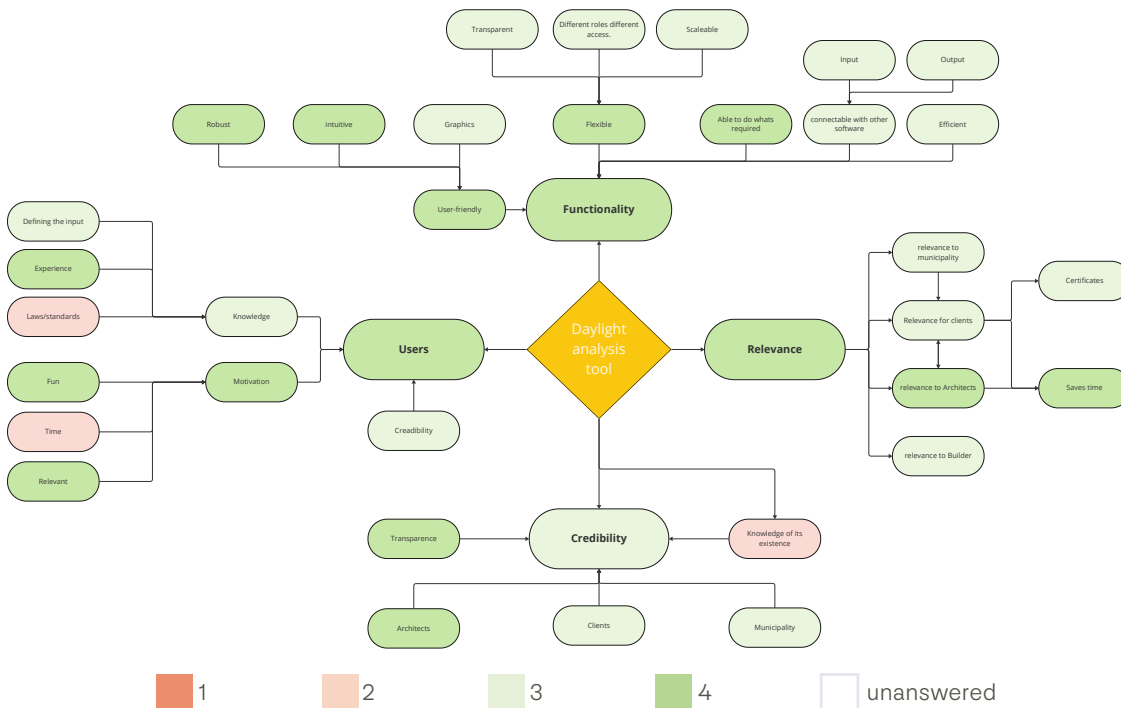 Transparent
Different roles different
access.
Scaleable
Input
Output
Robust
intuitive
Graphics
Flexible
Able to do whats
required
connectable with other
software
Efficient
User-friendly
Functionality
Defining the input
Experience
Laws/standards
Knowledge
Fun
Motivation
Time
Relevant
Users
Creadibility
Daylight
analysis
tool
Relevance
relevance to
municipality
Relevance for clients
relevance to Architects
relevance to Builder
Certificates
Saves time
Transparence
Credibility
Knowledge of its
existence
Architects
Clients
Municipality
1
2
3
4
unanswered